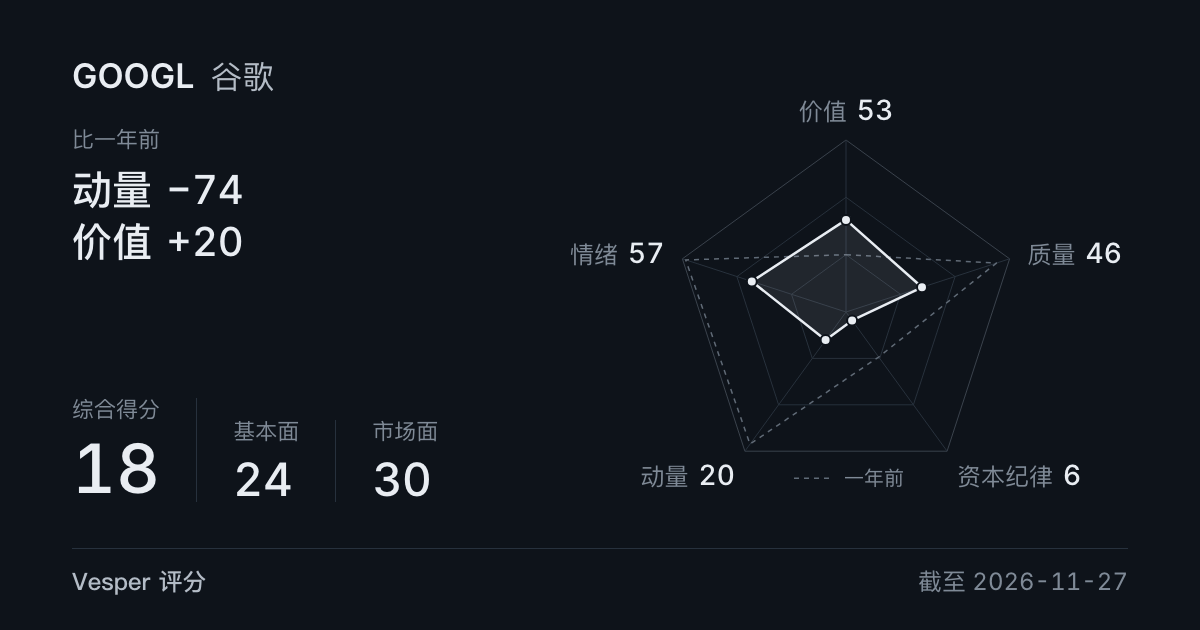 GOOGL 谷歌
比一年前
动量 −74
价值 +20
综合得分
18
基本面
24
市场面
30
价值 53
质量 46
情绪 57
动量 20
一年前
资本纪律 6
Vesper 评分
截至 2026-11-27